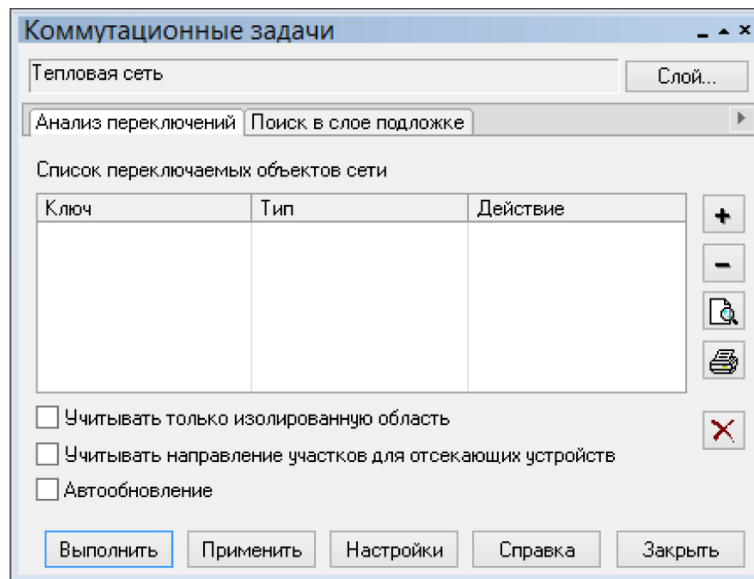 Коммутационные задачи
Тепловая сеть Слой...
Анализ переключений Поиск в слое подложке
Список переключаемых объектов сети
Ключ Тип Действие
Учитывать только изолированную область
Учитывать направление участков для отсекающих устройств
Автообновление
Выполнить Применить Настройки Справка Закрыть